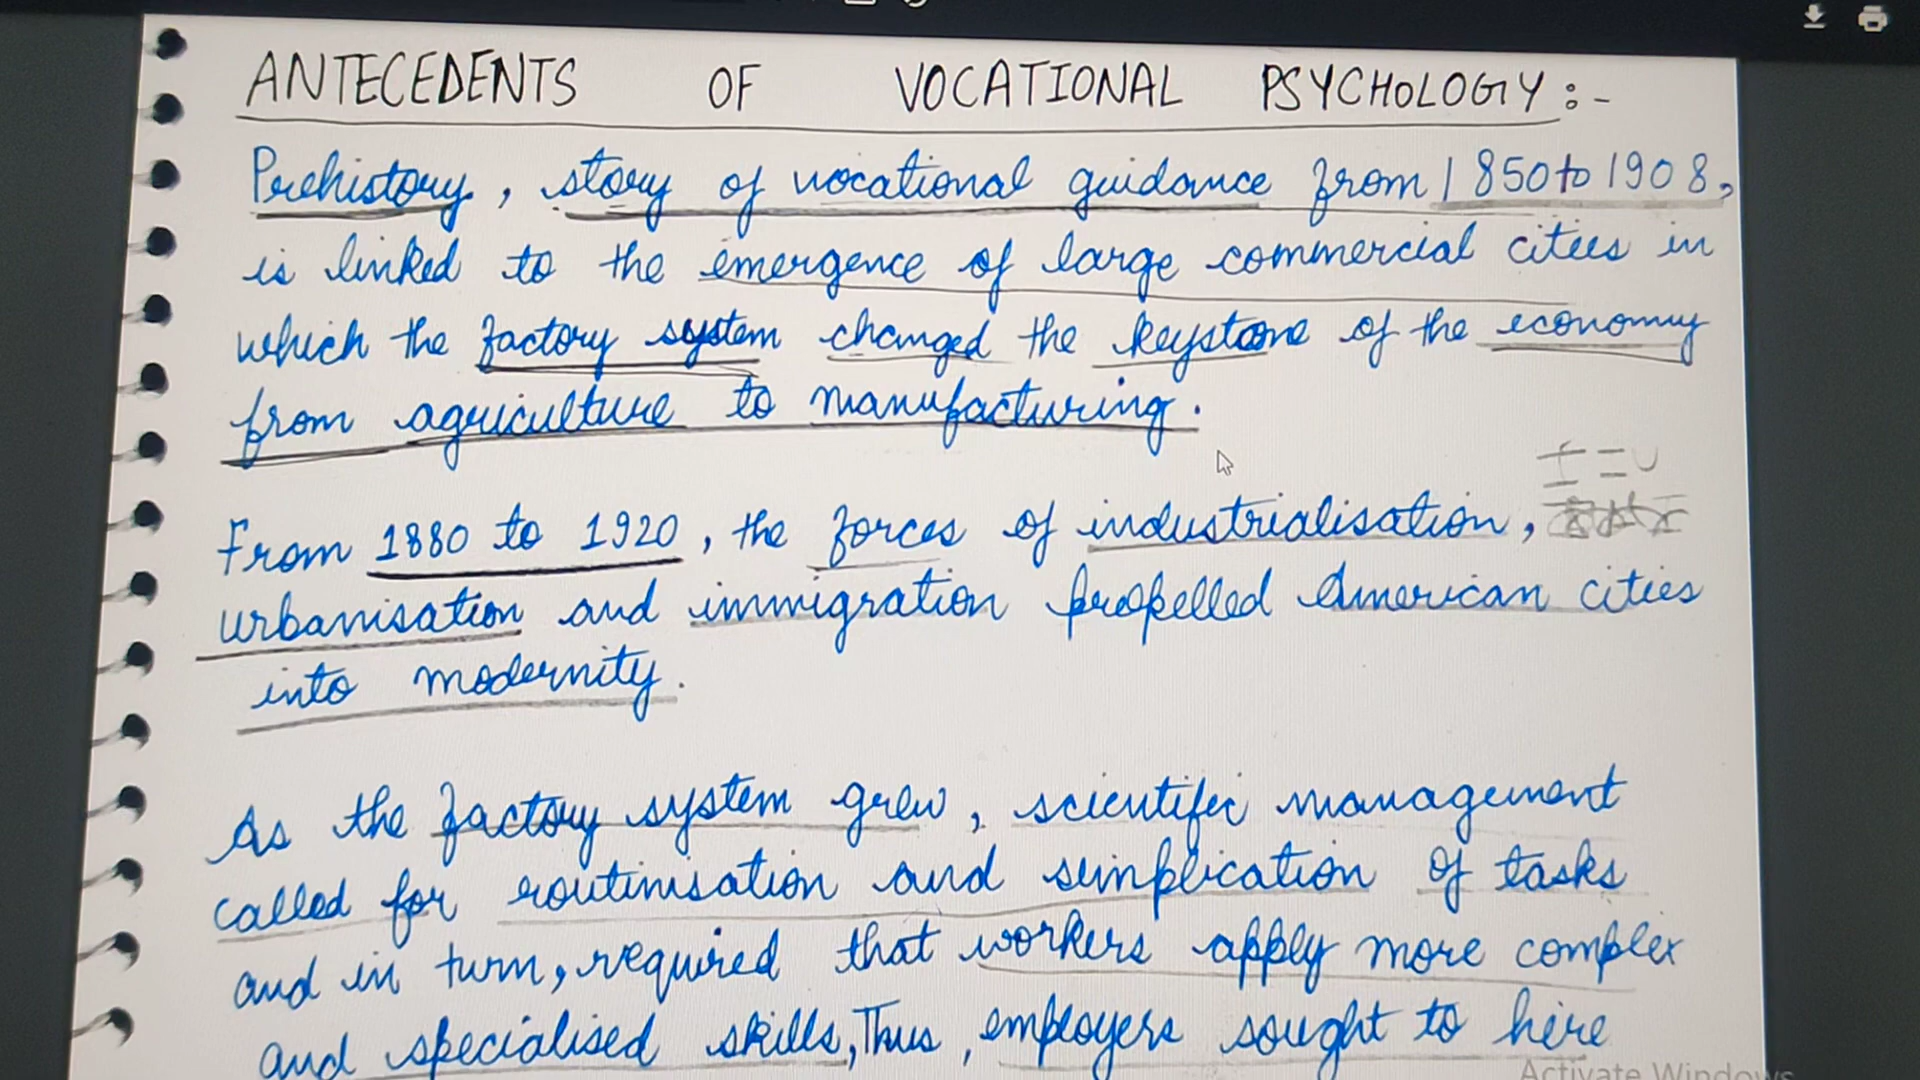 ANTECEDENTS OF VOCATIONAL PSYCHOLOGY :-
Prehistory, story of vocational guidance from 1850 to 1908,
is linked to the emergence of large commercial cities in
which the factory system changed the keystone of the economy
from agriculture to manufacturing.
From 1880 to 1920, the forces of industrialisation,
urbanisation and immigration propelled American cities
into modernity.
As the factory system grew, scientific management
called for routinisation and simplication of tasks
and in turn, required that workers apply more complex
and specialised skills, Thus, employers sought to hire
Activate Windows